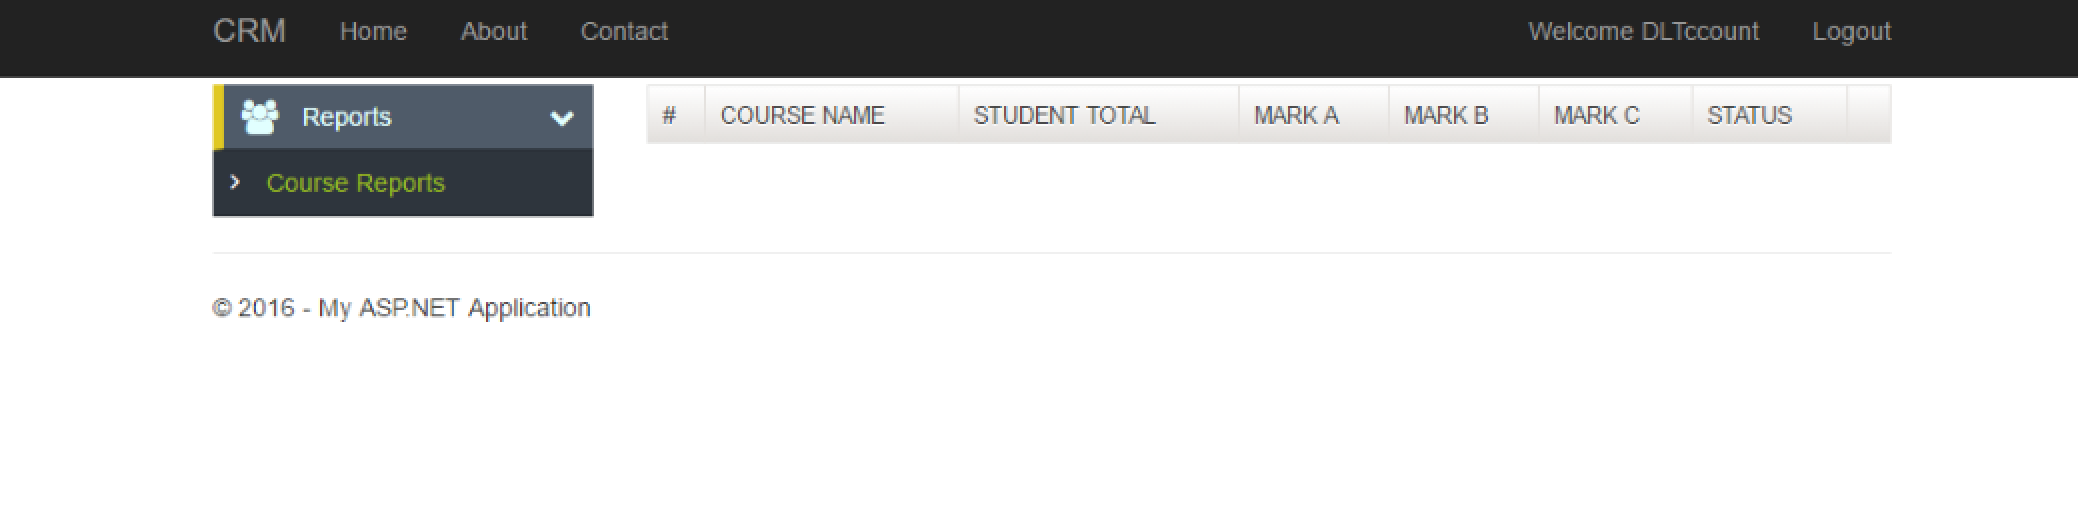 CRM Home About Contact Welcome DLTccount Logout
Reports
Course Reports
# COURSE NAME STUDENT TOTAL MARK A MARK B MARK C STATUS
© 2016 - My ASP.NET Application